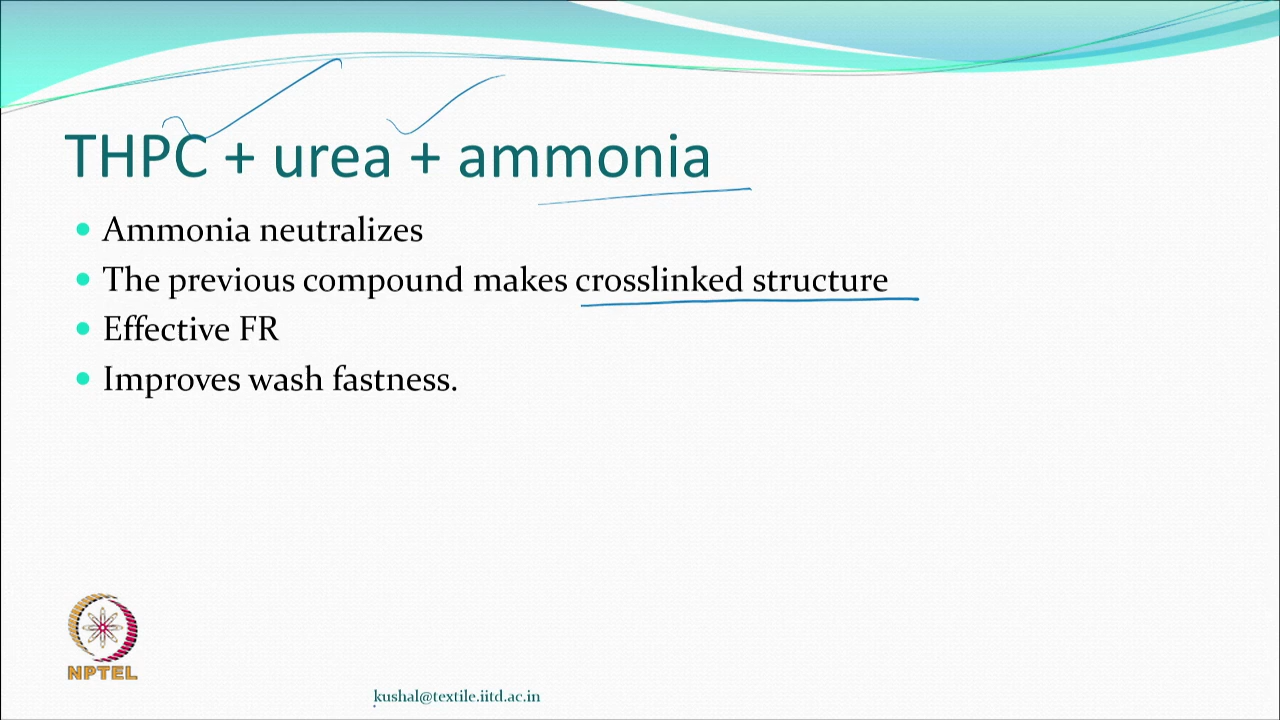 THPC + urea + ammonia
Ammonia neutralizes
The previous compound makes crosslinked structure
Effective FR
Improves wash fastness.
NPTEL
kushal@textile.iitd.ac.in